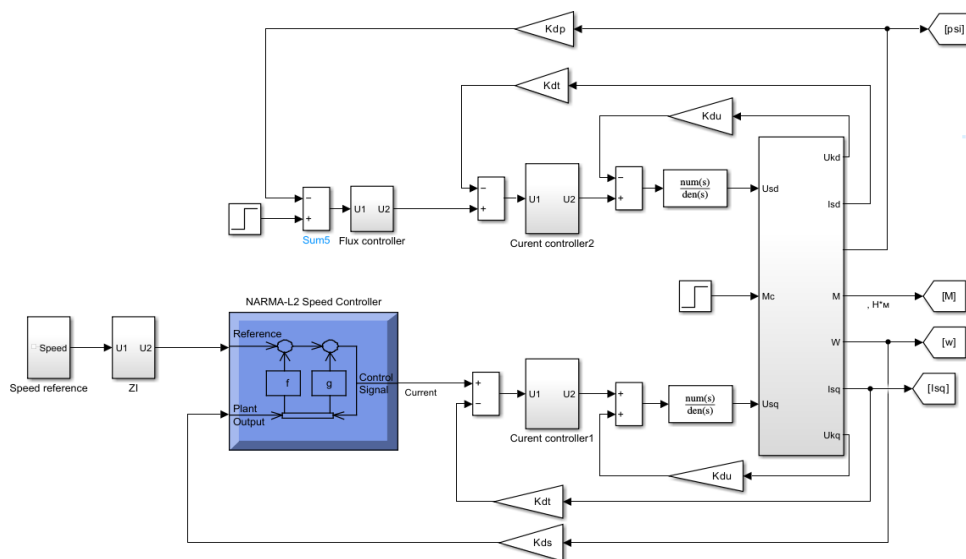 Kdp
[psi]
Kdt
Kdu
Ukd
Usd
Isd
U1 U2
num(s)
den(s)
U1 U2
Sum5
Flux controller
Curent controller2
Mc
M
[M]
, Н*м
NARMA-L2 Speed Controller
Reference
W
[w]
Speed
U1 U2
Speed reference
ZI
f
g
Control
Signal
Current
Plant
Output
U1 U2
num(s)
den(s)
Usq
Isq
[Isq]
Curent controller1
Ukq
Kdu
Kdt
Kds